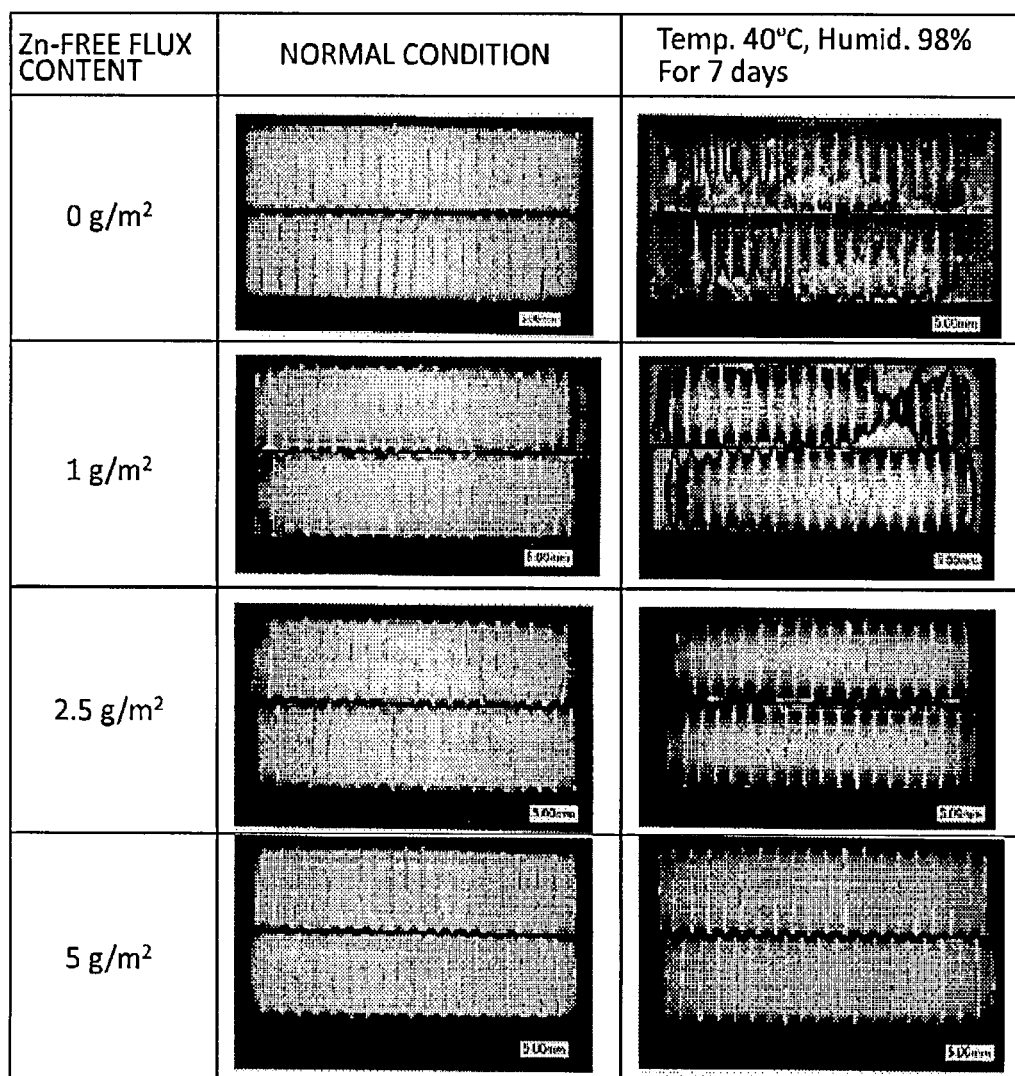 Zn-FREE FLUX
CONTENT
NORMAL CONDITION
Temp. 40°C, Humid. 98%
For 7 days
0 g/m²
5.00mm
1 g/m²
5.00mm
2.5 g/m²
5.00mm
5 g/m²
5.00mm
5.00mm